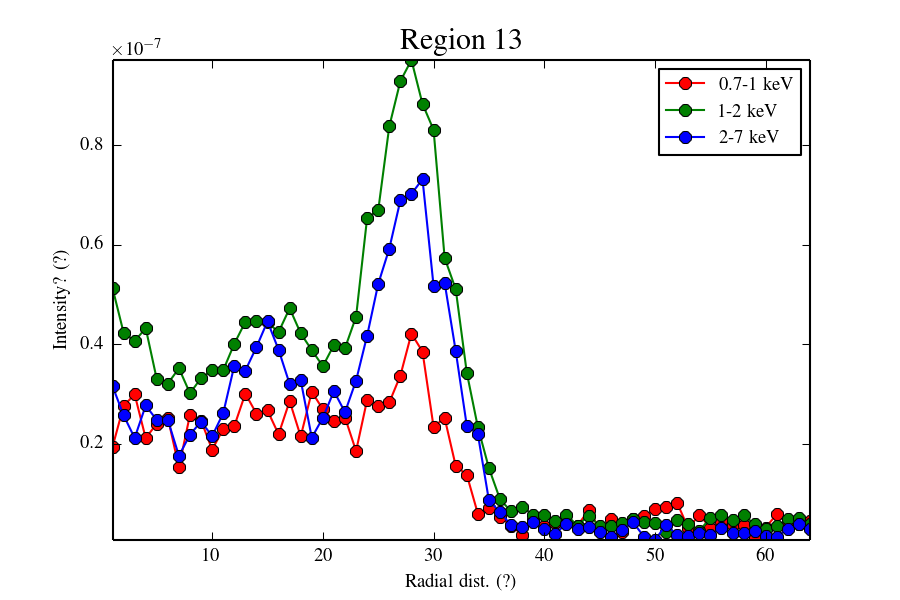 Region 13
×10⁻⁷
0.7-1 keV
1-2 keV
2-7 keV
0.8
0.6
0.4
0.2
Intensity? (?)
10 20 30 40 50 60
Radial dist. (?)